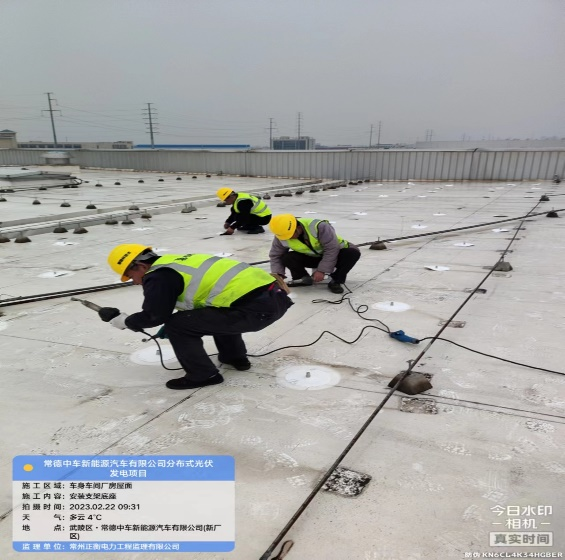 常德中车新能源汽车有限公司分布式光伏
发电项目
施工区域：车身车间厂房屋面
施工内容：安装支架底座
拍摄时间：2023.02.22 09:31
天气：多云 4℃
地点：武陵区·常德中车新能源汽车有限公司(新厂
区)
监理单位：常州正衡电力工程监理有限公司
今日水印
相机
真实时间
防伪 KN6CL4K34HGBER